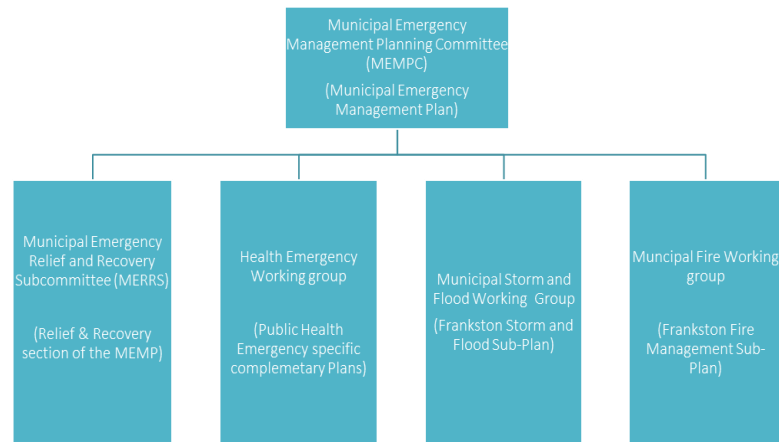 Municipal Emergency
Management Planning Committee
(MEMPC)
(Municipal Emergency
Management Plan)
Municipal Emergency
Relief and Recovery
Subcommittee (MERRS)
(Relief & Recovery
section of the MEMP)
Health Emergency
Working group
(Public Health
Emergency specific
complemetary Plans)
Municipal Storm and
Flood Working Group
(Frankston Storm and
Flood Sub-Plan)
Muncipal Fire Working
group
(Frankston Fire
Management Sub-
Plan)